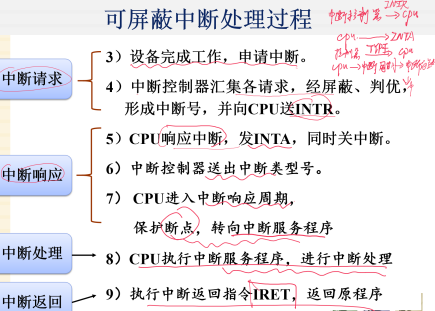 可屏蔽中断处理过程
中断控制器 INTR → CPU
CPU → INTA
TYPE CPU
CPU → 中断
中断请求
3）设备完成工作，申请中断。
4）中断控制器汇集各请求，经屏蔽、判优，
形成中断号，并向CPU送INTR。
中断响应
5）CPU响应中断，发INTA，同时关中断。
6）中断控制器送出中断类型号。
7） CPU进入中断响应周期，
保护断点，转向中断服务程序
中断处理
8）CPU执行中断服务程序，进行中断处理
中断返回
9）执行中断返回指令IRET，返回原程序